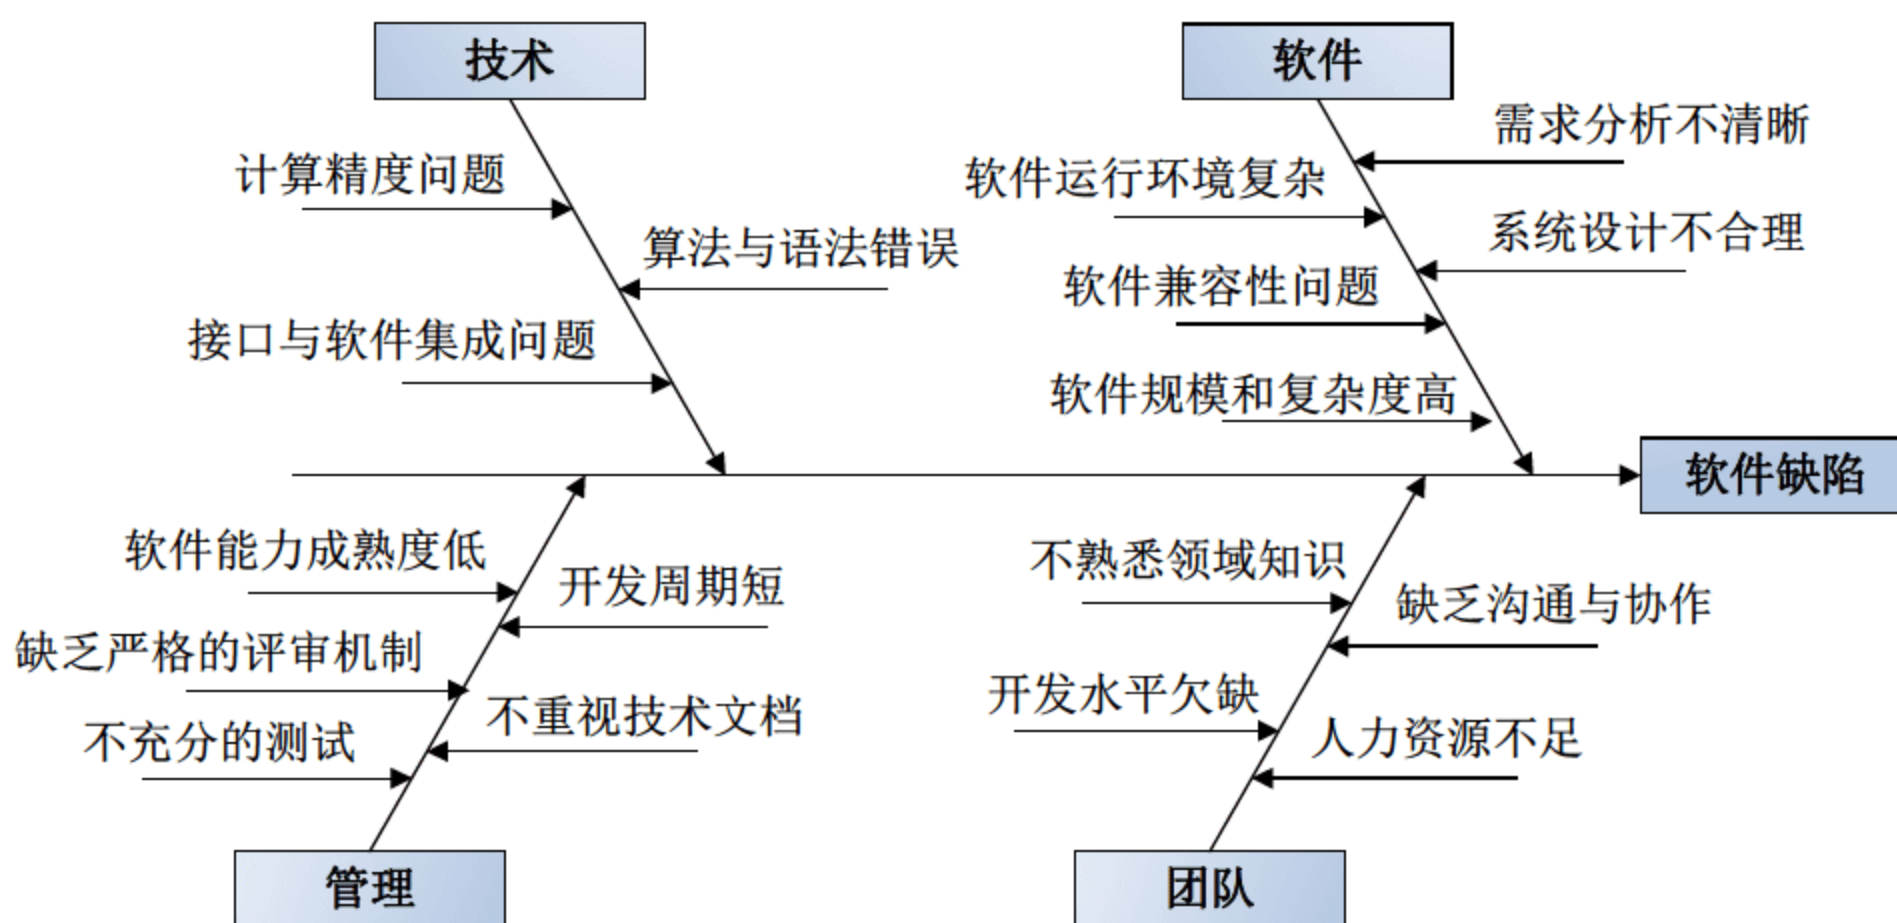 技术
软件
需求分析不清晰
计算精度问题
软件运行环境复杂
算法与语法错误
系统设计不合理
软件兼容性问题
接口与软件集成问题
软件规模和复杂度高
软件缺陷
软件能力成熟度低
开发周期短
不熟悉领域知识
缺乏沟通与协作
缺乏严格的评审机制
不重视技术文档
开发水平欠缺
不充分的测试
人力资源不足
管理
团队